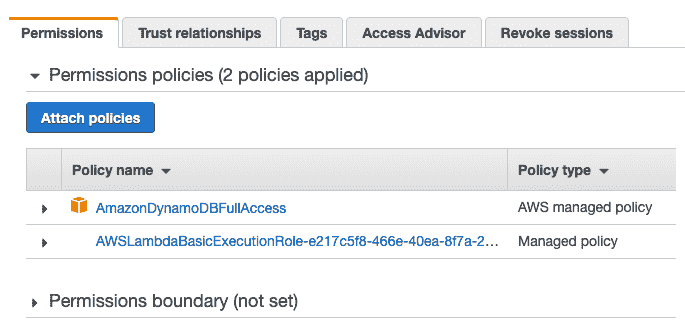 Permissions Trust relationships Tags Access Advisor Revoke sessions
Permissions policies (2 policies applied)
Attach policies
Policy name Policy type
AmazonDynamoDBFullAccess AWS managed policy
AWSLambdaBasicExecutionRole-e217c5f8-466e-40ea-8f7a-2... Managed policy
Permissions boundary (not set)